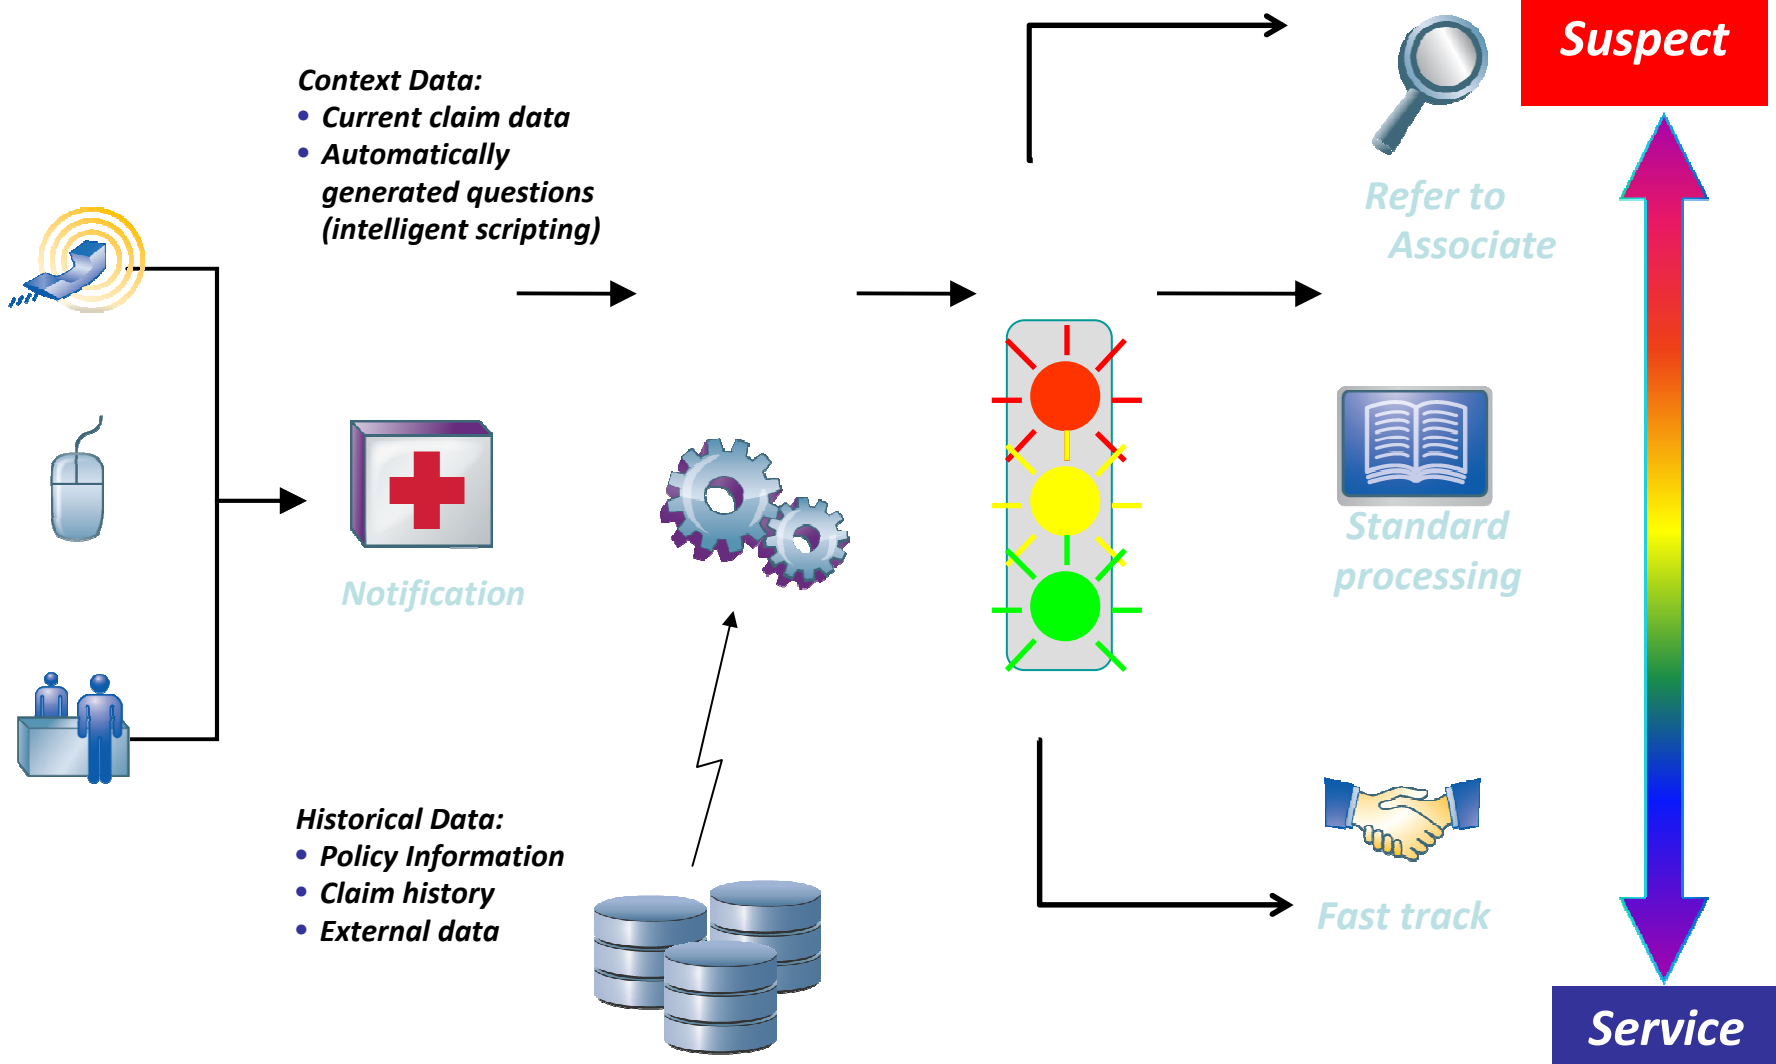 Suspect
Context Data:
• Current claim data
• Automatically
generated questions
(intelligent scripting)
Refer to
Associate
Standard
processing
Notification
Historical Data:
• Policy Information
• Claim history
• External data
Fast track
Service